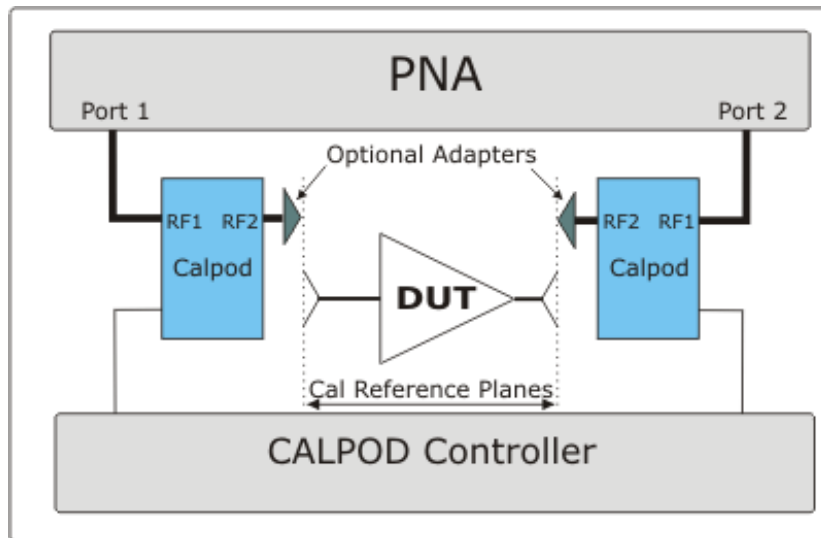 PNA
Port 1
Port 2
Optional Adapters
RF1 RF2
Calpod
RF2 RF1
Calpod
DUT
Cal Reference Planes
CALPOD Controller